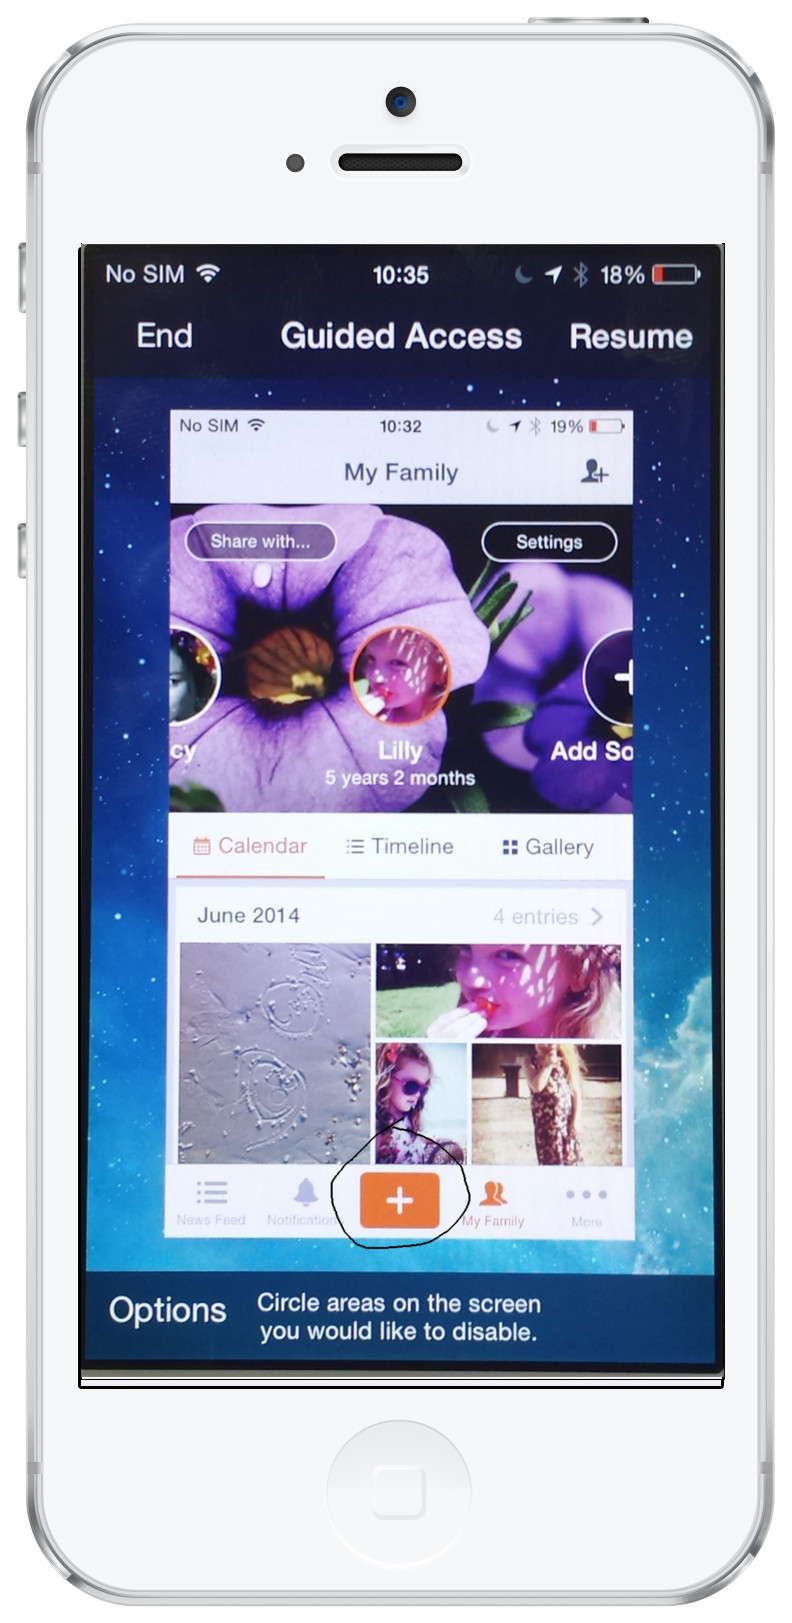 No SIM 10:35 18%
End Guided Access Resume
No SIM 10:32 19%
My Family
Share with... Settings
cy Lilly Add So
5 years 2 months
Calendar Timeline Gallery
June 2014 4 entries
News Feed Notification My Family More
Options
Circle areas on the screen
you would like to disable.